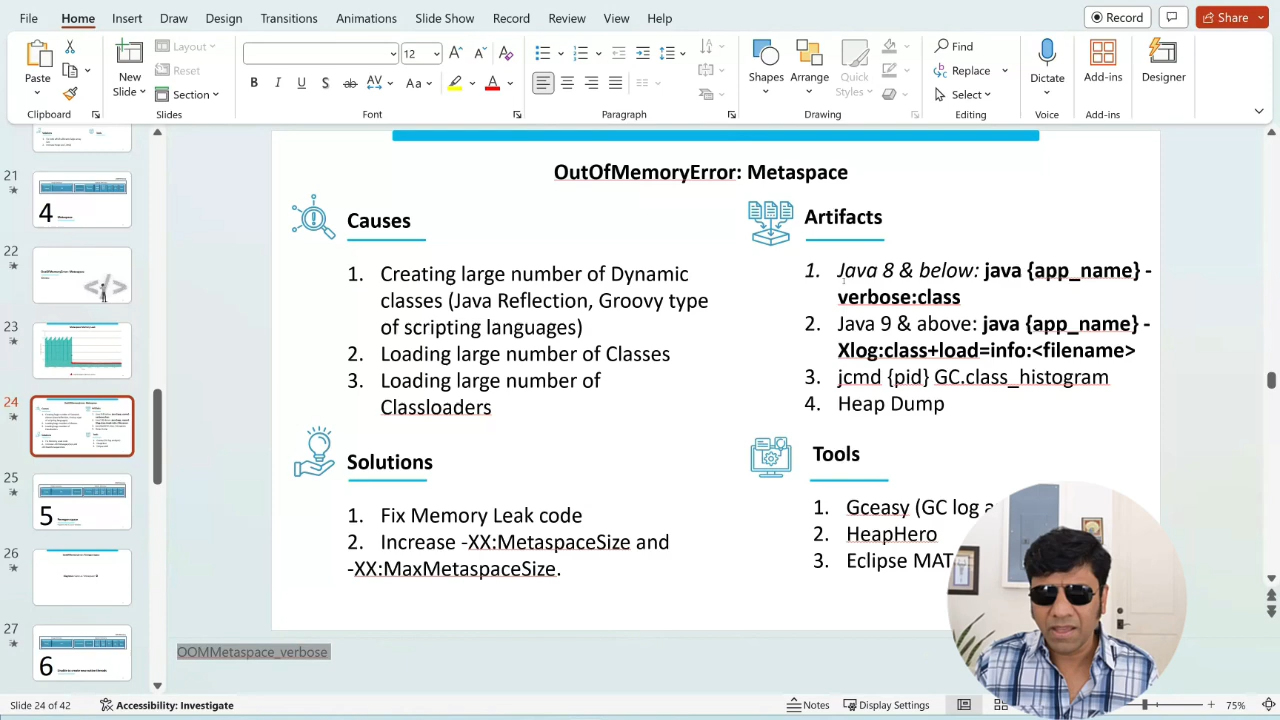 File Home Insert Draw Design Transitions Animations Slide Show Record Review View Help
Record Share
Paste
New
Slide
Layout
Reset
Section
12
B I U S ab AV Aa A
Shapes
Arrange
Quick
Styles
Find
Replace
Select
Dictate
Add-ins
Designer
Clipboard Slides Font Paragraph Drawing Editing Voice Add-ins
21
4
22
23
24
25
5
26
27
6
OutOfMemoryError: Metaspace
Causes
1. Creating large number of Dynamic
classes (Java Reflection, Groovy type
of scripting languages)
2. Loading large number of Classes
3. Loading large number of
Classloaders
Artifacts
1. Java 8 & below: java {app_name} -
verbose:class
2. Java 9 & above: java {app_name} -
Xlog:class+load=info:<filename>
3. jcmd {pid} GC.class_histogram
4. Heap Dump
Solutions
1. Fix Memory Leak code
2. Increase -XX:MetaspaceSize and
-XX:MaxMetaspaceSize.
Tools
1. Gceasy (GC log
2. HeapHero
3. Eclipse MAT
OOMMetaspace_verbose
Slide 24 of 42 Accessibility: Investigate Notes Display Settings 75%